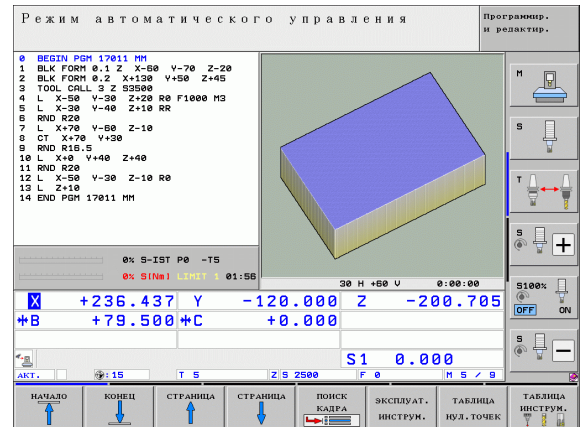 Режим автоматического управления
Программир.
и редактир.
0 BEGIN PGM 17011 MM
1 BLK FORM 0.1 Z X-60 Y-70 Z-20
2 BLK FORM 0.2 X+130 Y+50 Z+45
3 TOOL CALL 3 Z S3500
4 L X-50 Y-30 Z+20 R0 F1000 M3
5 L X-30 Y-40 Z+10 RR
6 RND R20
7 L X+70 Y-60 Z-10
8 CT X+70 Y+30
9 RND R16.5
10 L X+0 Y+40 Z+40
11 RND R20
12 L X-50 Y-30 Z-10 R0
13 L Z+10
14 END PGM 17011 MM
M
S
T
S
S100%
OFF ON
S
0% S-IST P0 -T5
0% S[Nm] LIMIT 1 01:56
30 H +60 V 0:00:00
X +236.437 Y -120.000 Z -200.705
*B +79.500 *C +0.000
S1 0.000
АКТ. : 15 T 5 Z S 2500 F 0 M 5 / 9
НАЧАЛО
КОНЕЦ
СТРАНИЦА
СТРАНИЦА
ПОИСК
КАДРА
ЭКСПЛУАТ.
ИНСТРУМ.
ТАБЛИЦА
НУЛ.ТОЧЕК
ТАБЛИЦА
ИНСТРУМ.